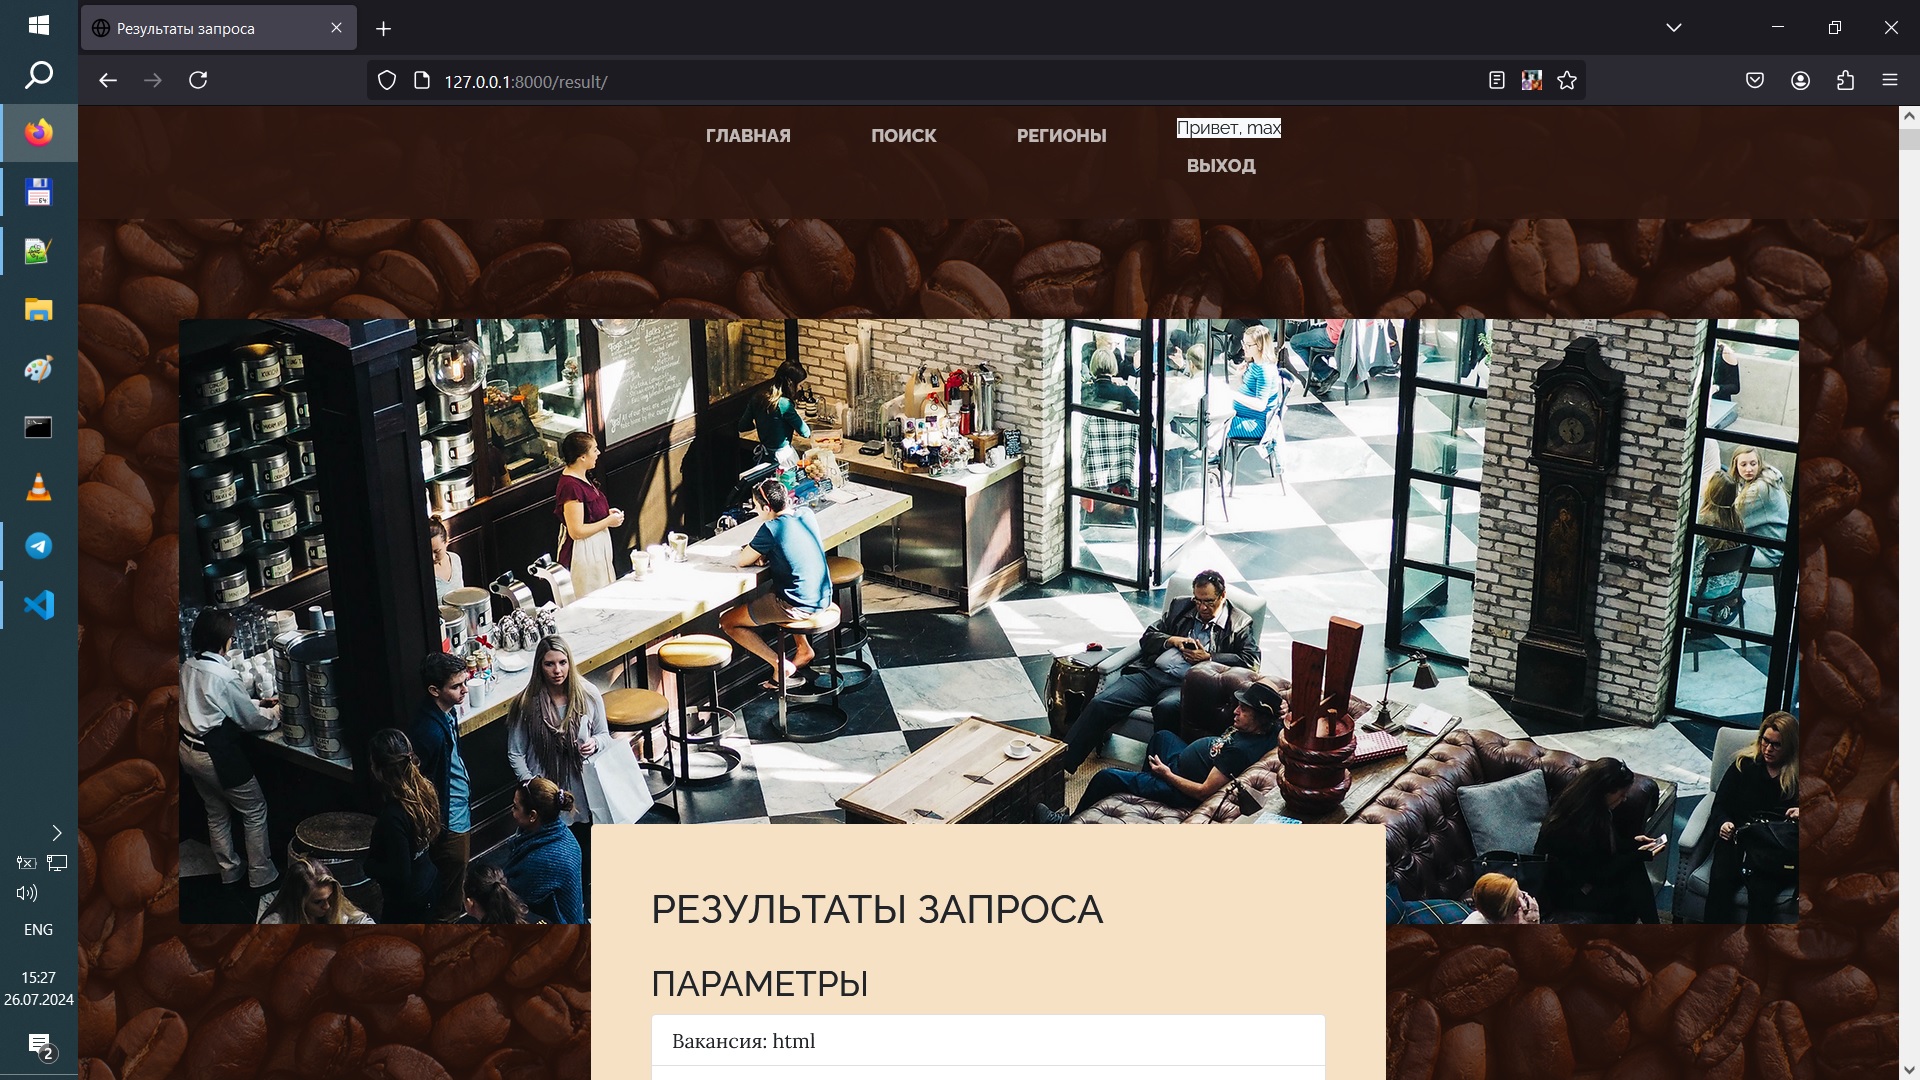 Результаты запроса
127.0.0.1:8000/result/
ГЛАВНАЯ
ПОИСК
РЕГИОНЫ
Привет, max
ВЫХОД
РЕЗУЛЬТАТЫ ЗАПРОСА
ПАРАМЕТРЫ
Вакансия: html
64
ENG
15:27
26.07.2024
2